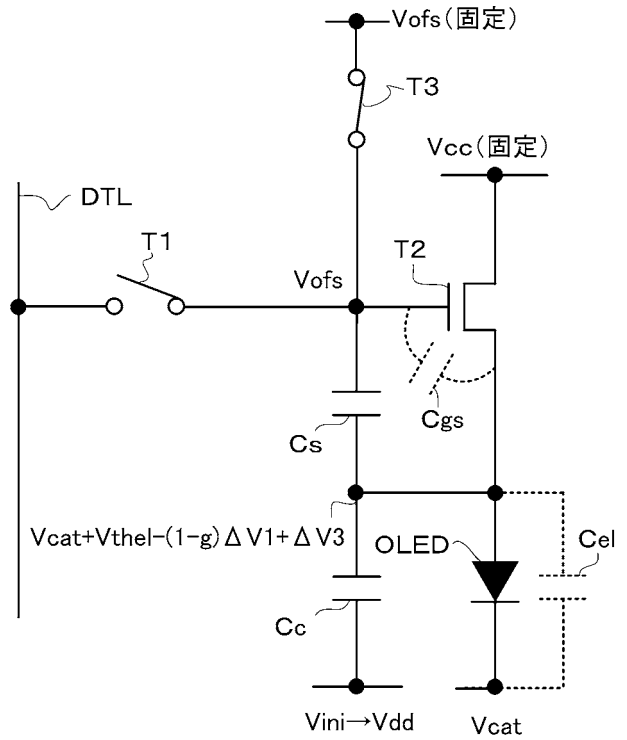 Vofs(固定)
T3
Vcc(固定)
DTL
T1
T2
Vofs
Cgs
Cs
Vcat+Vthel-(1-g)ΔV1+ΔV3
OLED
Cel
Cc
Vini→Vdd
Vcat